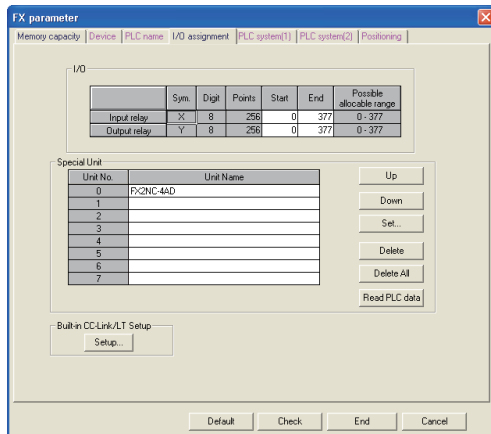 FX parameter
Memory capacity Device PLC name I/O assignment PLC system(1) PLC system(2) Positioning
I/O
Sym. Digit Points Start End Possible allocable range
Input relay X 8 256 0 377 0 - 377
Output relay Y 8 256 0 377 0 - 377
Special Unit
Unit No. Unit Name
0 FX2NC-4AD
1
2
3
4
5
6
7
Up
Down
Set...
Delete
Delete All
Read PLC data
Built-in CC-Link/LT Setup
Setup...
Default Check End Cancel